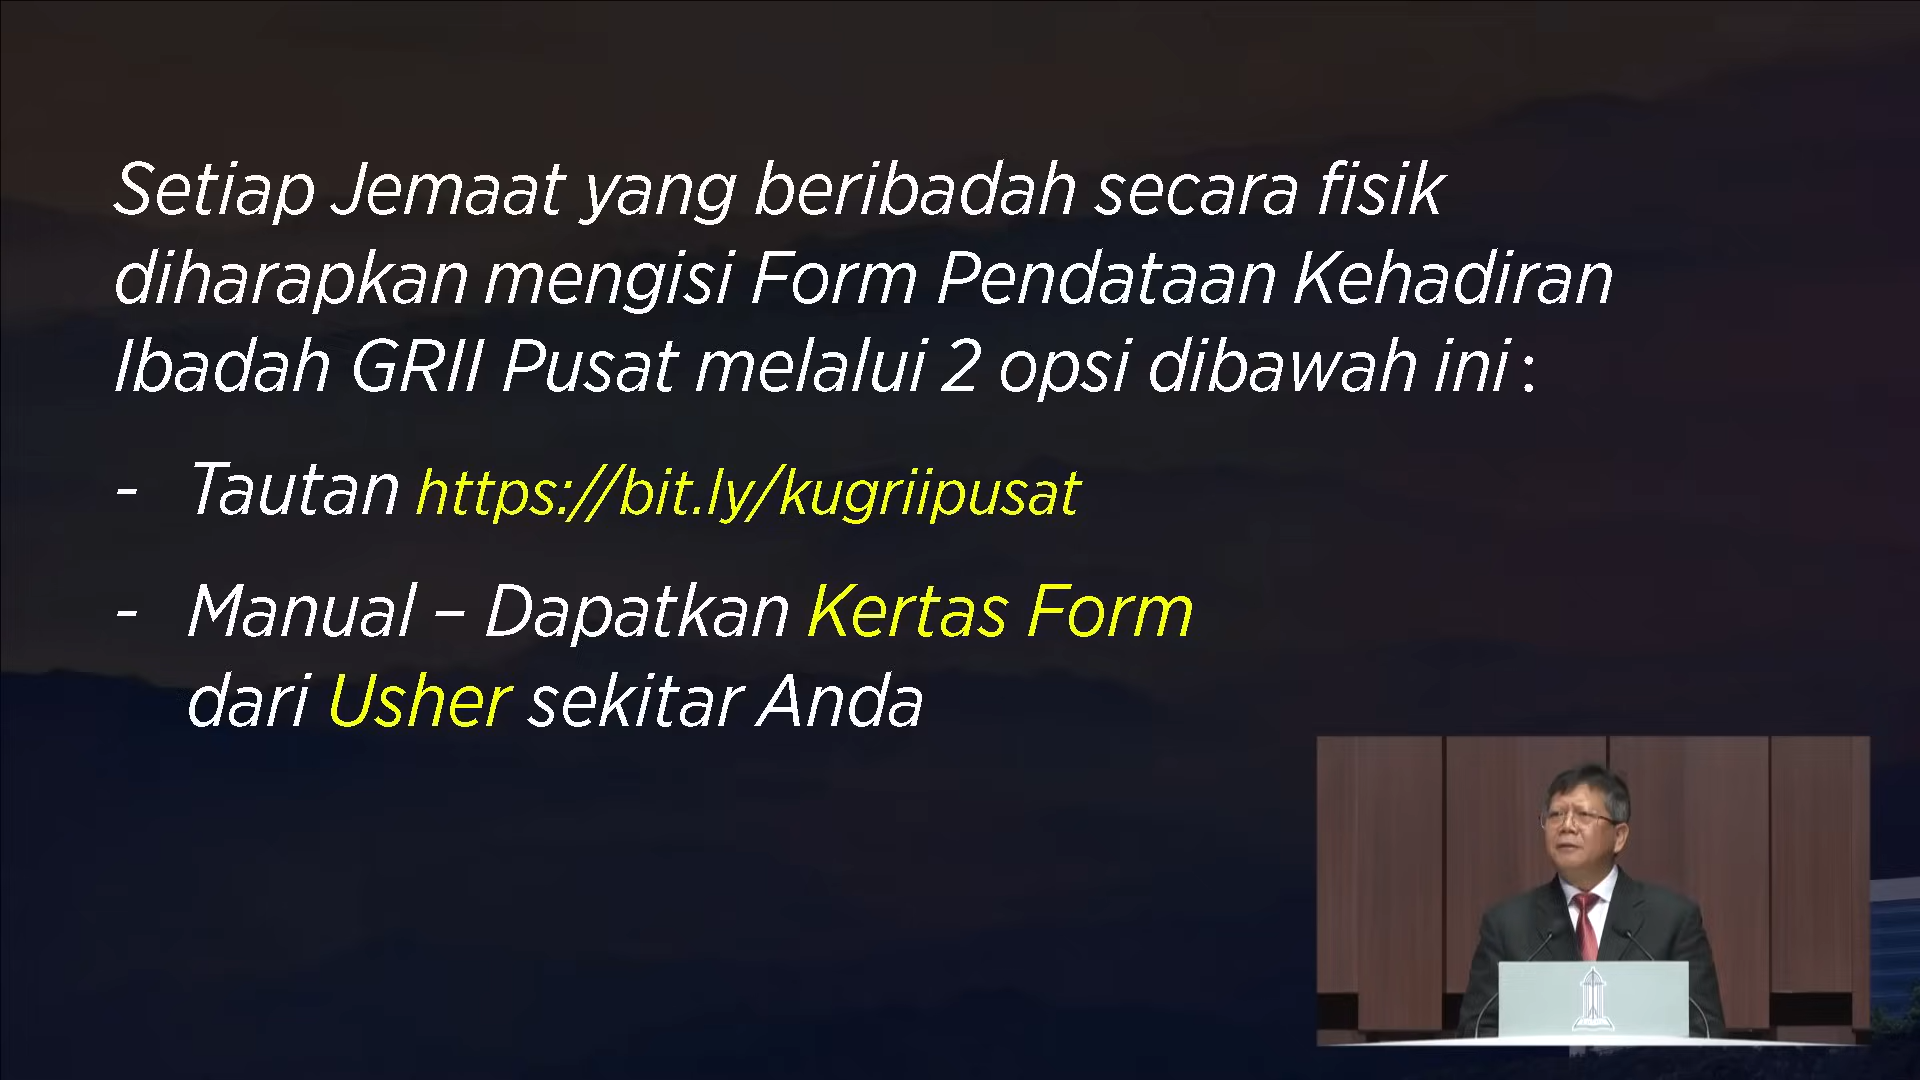 Setiap Jemaat yang beribadah secara fisik
diharapkan mengisi Form Pendataan Kehadiran
Ibadah GRII Pusat melalui 2 opsi dibawah ini :
- Tautan https://bit.ly/kugriipusat
- Manual – Dapatkan Kertas Form
dari Usher sekitar Anda